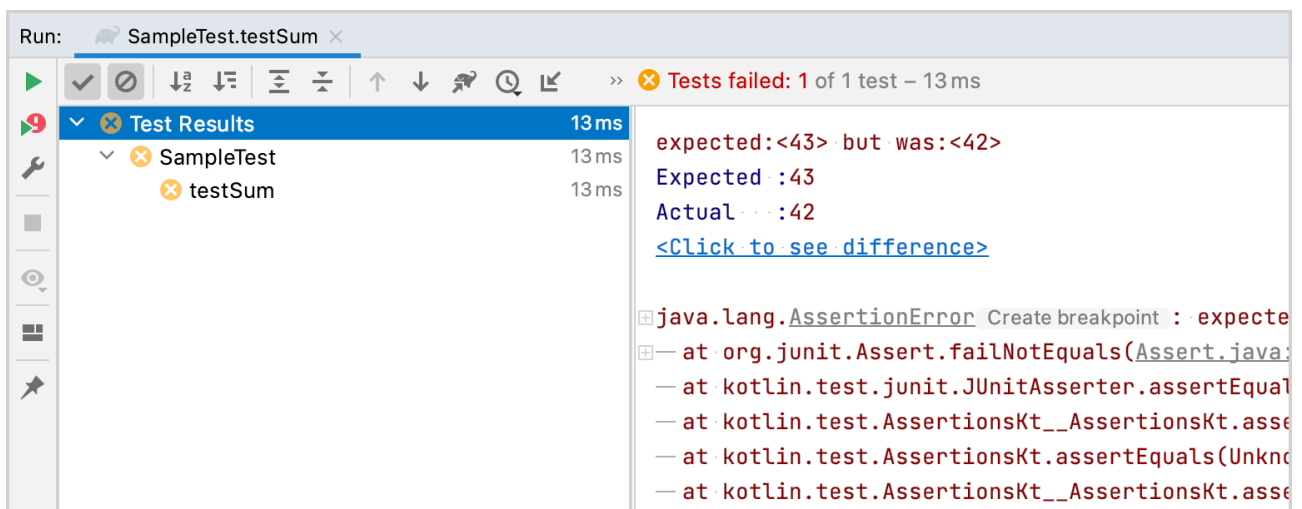 Run: SampleTest.testSum
Tests failed: 1 of 1 test – 13 ms
Test Results 13 ms
SampleTest 13 ms
testSum 13 ms
expected:<43> but was:<42>
Expected :43
Actual :42
<Click to see difference>
java.lang.AssertionError Create breakpoint : expecte
at org.junit.Assert.failNotEquals(Assert.java:
at kotlin.test.junit.JUnitAsserter.assertEqual
at kotlin.test.AssertionsKt__AssertionsKt.asse
at kotlin.test.AssertionsKt.assertEquals(Unkno
at kotlin.test.AssertionsKt__AssertionsKt.asse